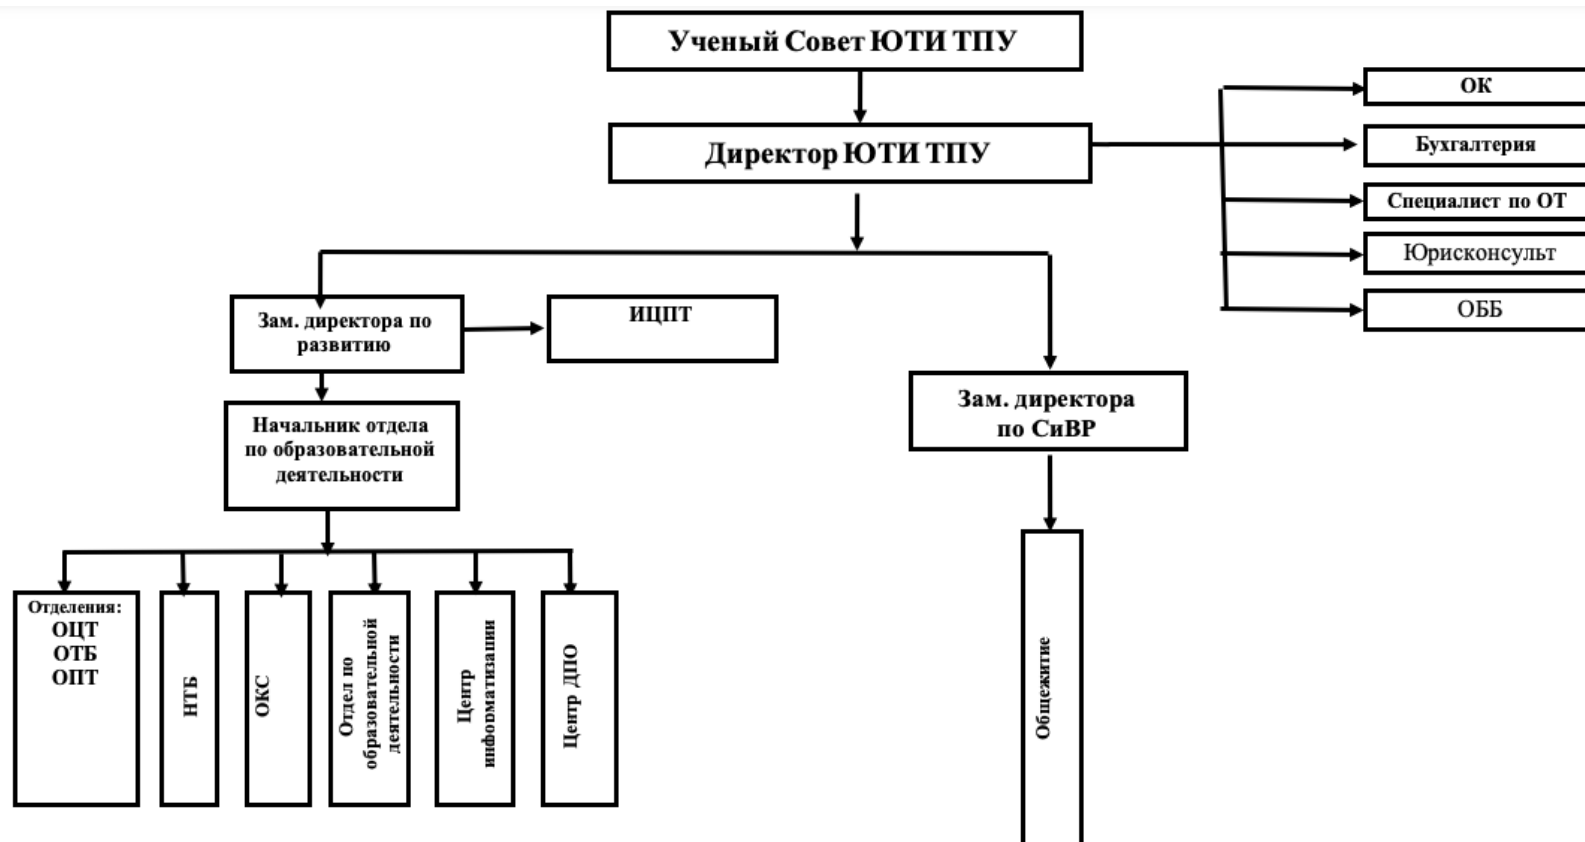 Ученый Совет ЮТИ ТПУ
Директор ЮТИ ТПУ
ОК
Бухгалтерия
Специалист по ОТ
Юрисконсульт
ОББ
Зам. директора по
развитию
ИЦПТ
Начальник отдела
по образовательной
деятельности
Зам. директора
по СиВР
Отделения:
ОЦТ
ОТБ
ОПТ
НТБ
ОКС
Отдел по
образовательной
деятельности
Центр
информатизации
Центр ДПО
Общежитие